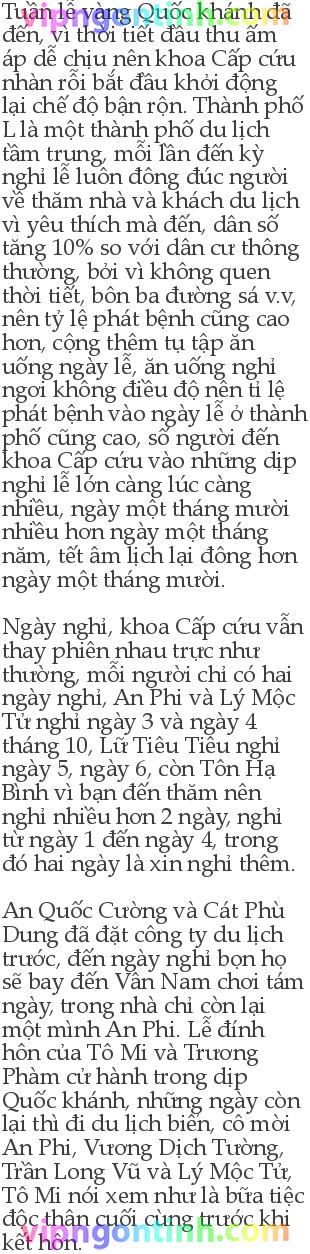 Tuần lễ vàng Quốc khánh đã
đến, vì thời tiết đầu thu ấm
áp dễ chịu nên khoa Cấp cứu
nhàn rỗi bắt đầu khởi động
lại chế độ bận rộn. Thành phố
L là một thành phố du lịch
tầm trung, mỗi lần đến kỳ
nghỉ lễ luôn đông đúc người
về thăm nhà và khách du lịch
vì yêu thích mà đến, dân số
tăng 10% so với dân cư thông
thường, bởi vì không quen
thời tiết, bôn ba đường sá v.v,
nên tỷ lệ phát bệnh cũng cao
hơn, cộng thêm tụ tập ăn
uống ngày lễ, ăn uống nghỉ
ngơi không điều độ nên tỉ lệ
phát bệnh vào ngày lễ ở thành
phố cũng cao, số người đến
khoa Cấp cứu vào những dịp
nghỉ lễ lớn càng lúc càng
nhiều, ngày một tháng mười
nhiều hơn ngày một tháng
năm, tết âm lịch lại đông hơn
ngày một tháng mười.
Ngày nghỉ, khoa Cấp cứu vẫn
thay phiên nhau trực như
thường, mỗi người chỉ có hai
ngày nghỉ, An Phi và Lý Mộc
Tử nghỉ ngày 3 và ngày 4
tháng 10, Lữ Tiêu Tiêu nghỉ
ngày 5, ngày 6, còn Tôn Hạ
Bình vì bạn đến thăm nên
nghỉ nhiều hơn 2 ngày, nghỉ
từ ngày 1 đến ngày 4, trong
đó hai ngày là xin nghỉ thêm.
An Quốc Cường và Cát Phù
Dung đã đặt công ty du lịch
trước, đến ngày nghỉ bọn họ
sẽ bay đến Vân Nam chơi tám
ngày, trong nhà chỉ còn lại
một mình An Phi. Lễ đính
hôn của Tô Mi và Trương
Phàm cử hành trong dịp
Quốc khánh, những ngày còn
lại thì đi du lịch biển, cô mời
An Phi, Vương Dịch Tường,
Trần Long Vũ và Lý Mộc Tử,
Tô Mi nói xem như là bữa tiệc
độc thân cuối cùng trước khi
kết hôn.
vipngontinh.com
vipngontinh.com